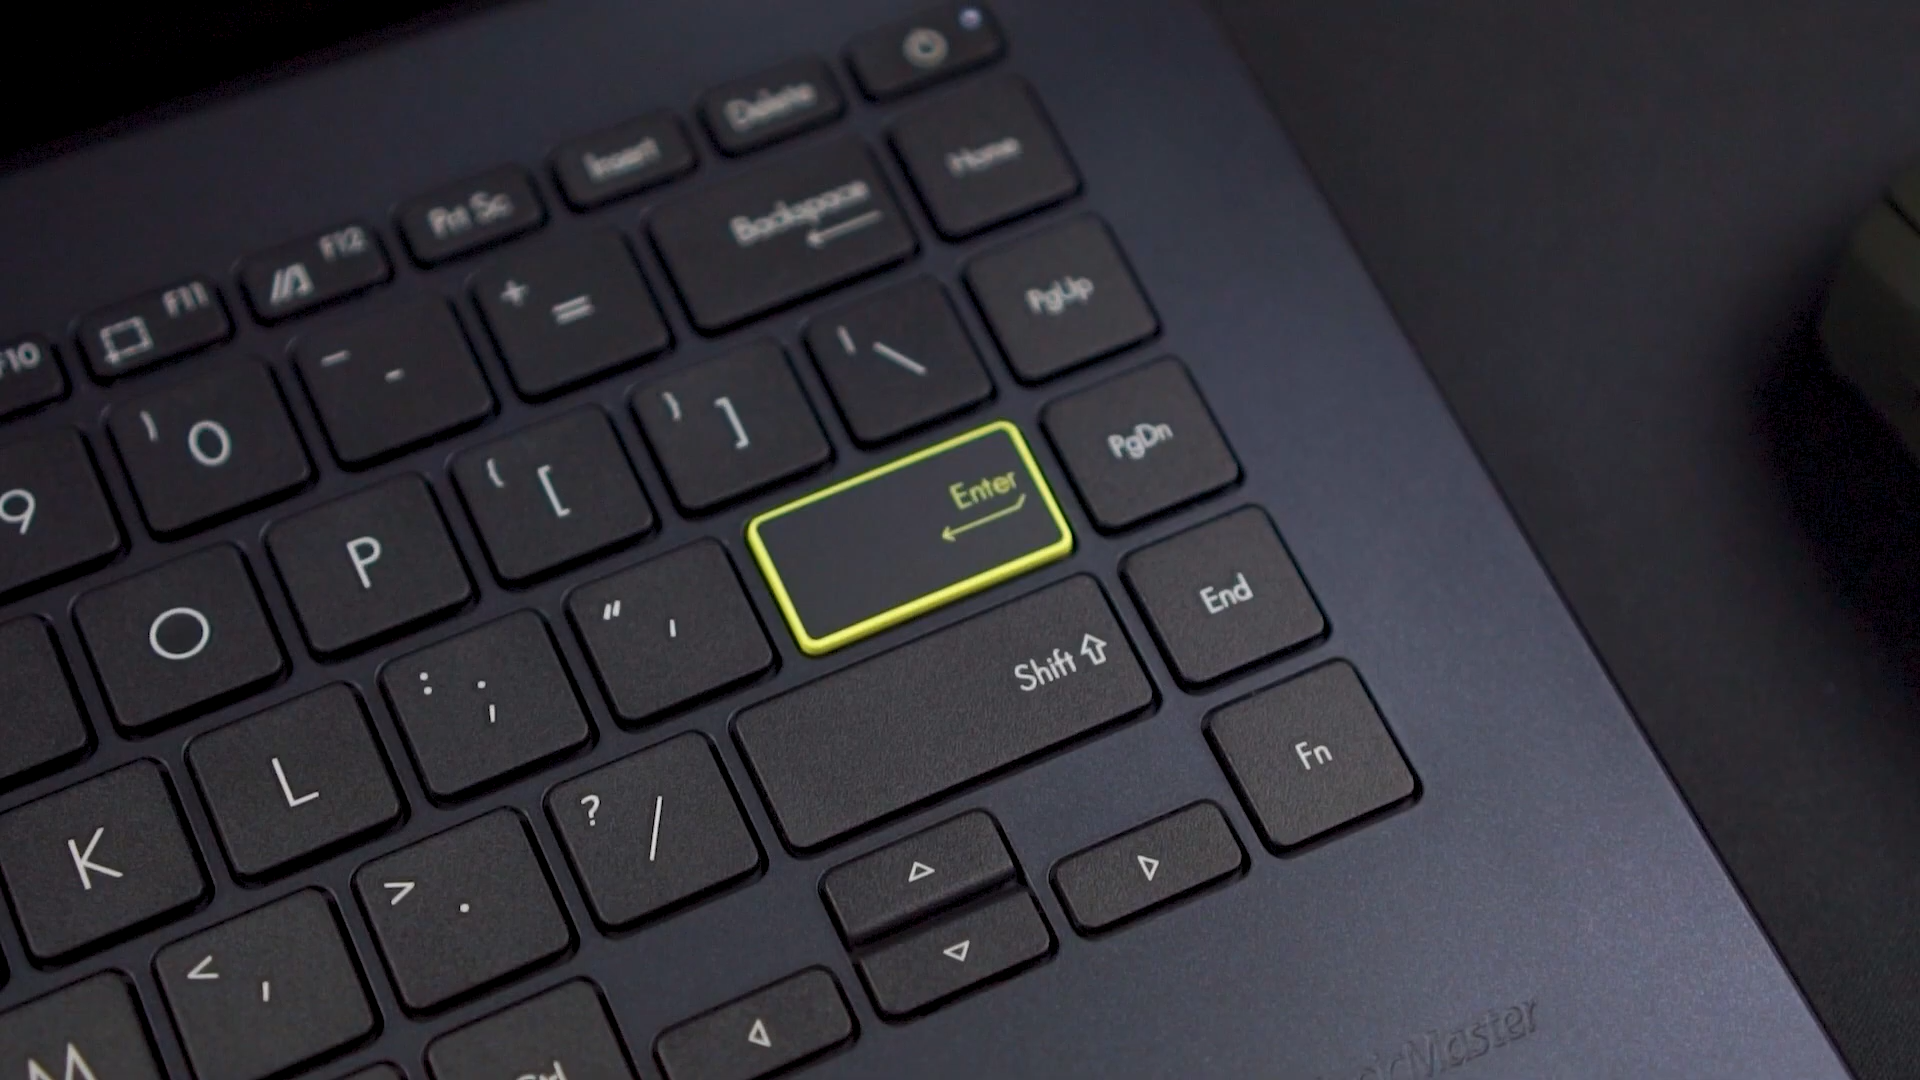 Delete
Insert
Prt Sc
F12
F11
F10
Home
Backspace
+ =
- -
) 0
9
PgUp
| \
} ]
{ [
P
O
PgDn
Enter
" '
: ;
L
K
End
Shift
? /
> .
< ,
M
Fn